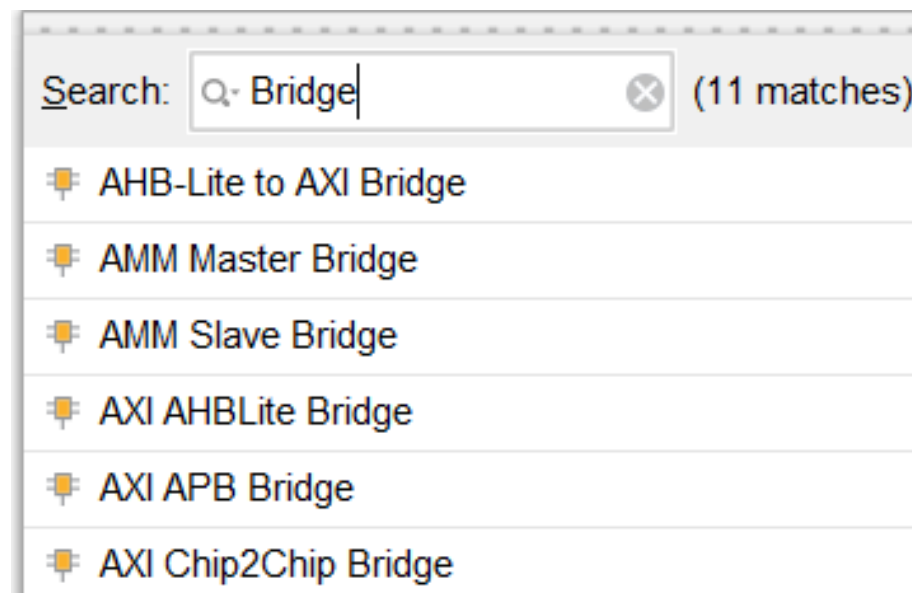 Search: Bridge (11 matches)
AHB-Lite to AXI Bridge
AMM Master Bridge
AMM Slave Bridge
AXI AHBLite Bridge
AXI APB Bridge
AXI Chip2Chip Bridge